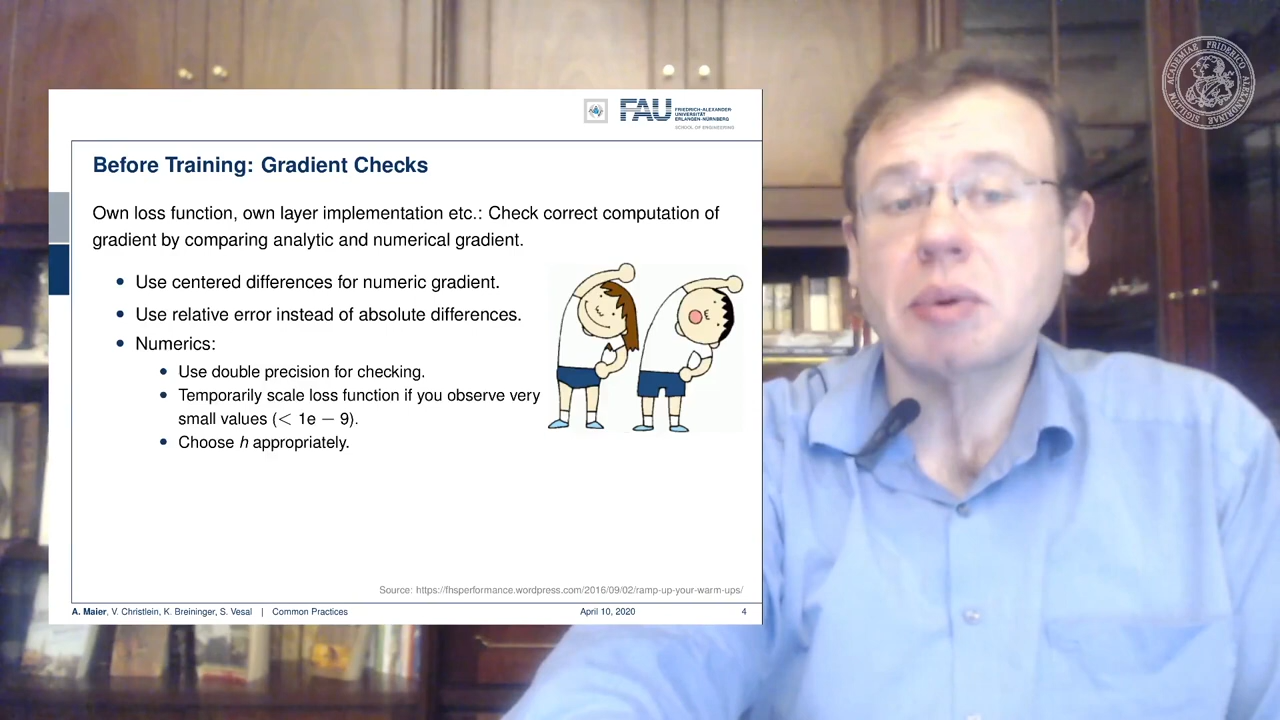 FAU
FRIEDRICH-ALEXANDER
UNIVERSITÄT
ERLANGEN-NÜRNBERG
SCHOOL OF ENGINEERING
ACADEMIAE FRIDERICO ALEXANDRINAE SIGILLVM
Before Training: Gradient Checks
Own loss function, own layer implementation etc.: Check correct computation of
gradient by comparing analytic and numerical gradient.
• Use centered differences for numeric gradient.
• Use relative error instead of absolute differences.
• Numerics:
• Use double precision for checking.
• Temporarily scale loss function if you observe very
small values (< 1e − 9).
• Choose h appropriately.
Source: https://fhsperformance.wordpress.com/2016/09/02/ramp-up-your-warm-ups/
A. Maier, V. Christlein, K. Breininger, S. Vesal | Common Practices
April 10, 2020
4